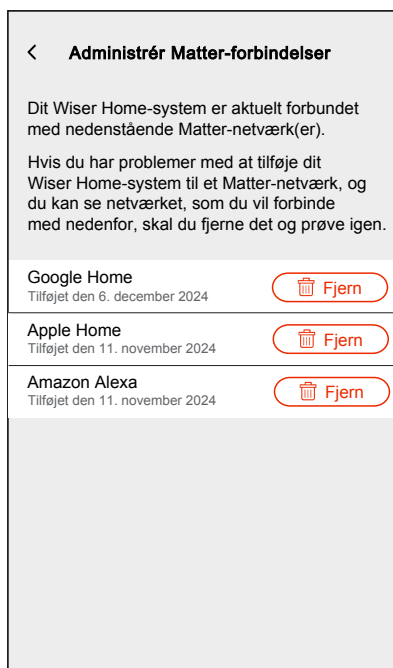 Administrér Matter-forbindelser
Dit Wiser Home-system er aktuelt forbundet
med nedenstående Matter-netværk(er).
Hvis du har problemer med at tilføje dit
Wiser Home-system til et Matter-netværk, og
du kan se netværket, som du vil forbinde
med nedenfor, skal du fjerne det og prøve igen.
Google Home
Tilføjet den 6. december 2024
Fjern
Apple Home
Tilføjet den 11. november 2024
Fjern
Amazon Alexa
Tilføjet den 11. november 2024
Fjern